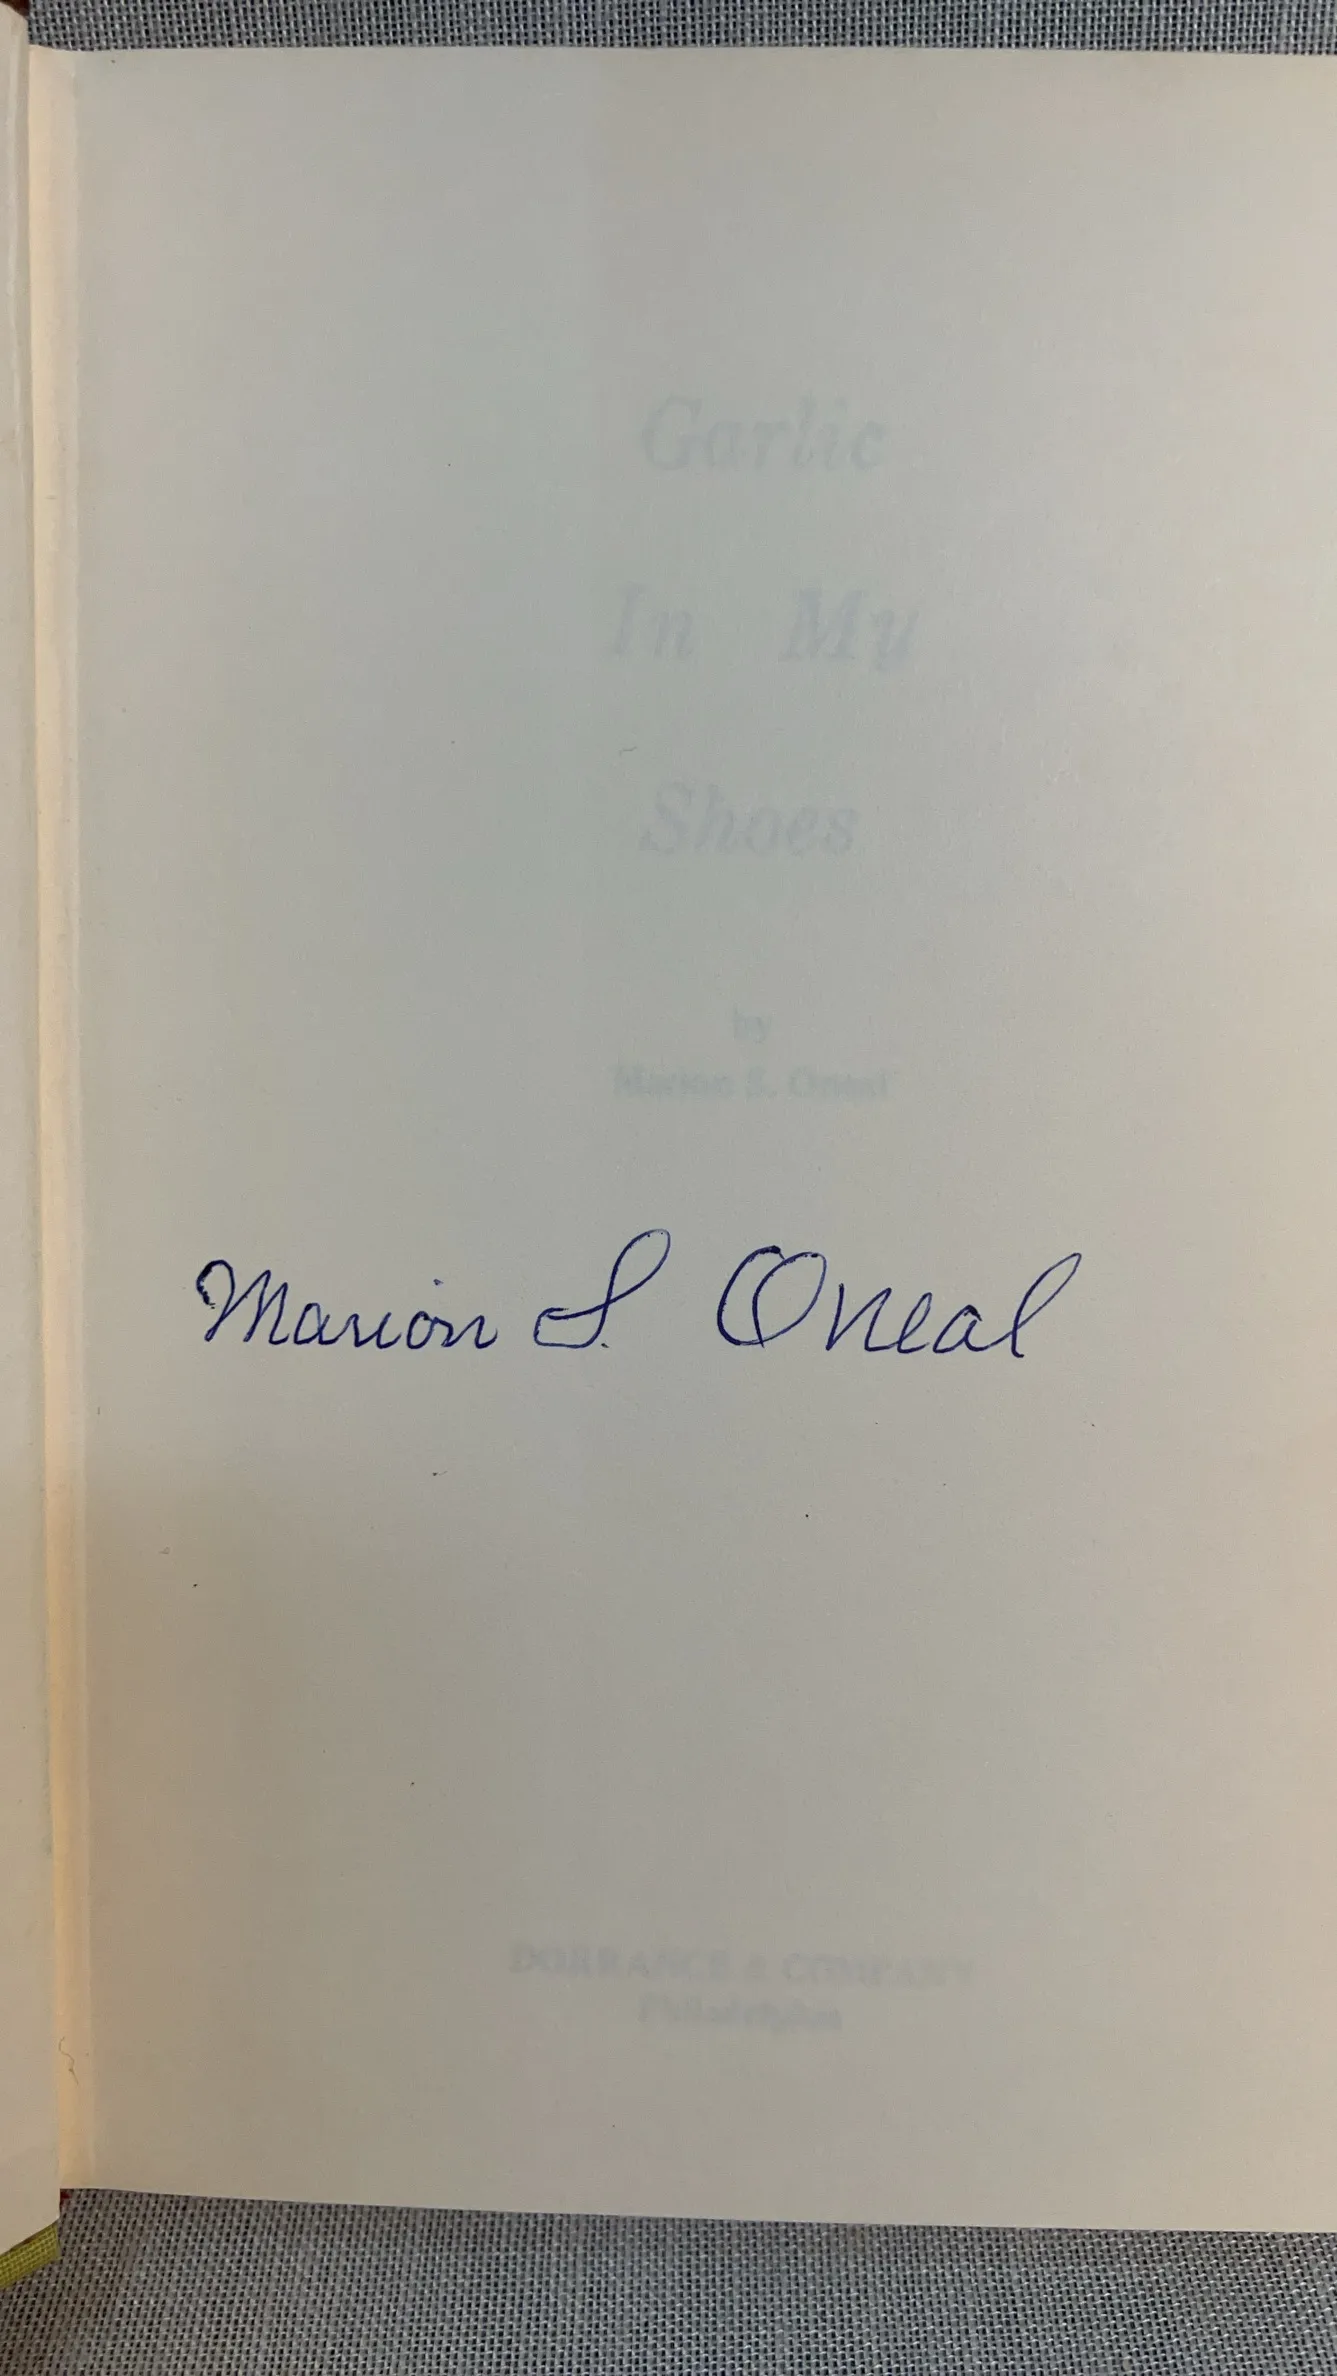 Garlic
In My
Shoes
by
Marion S. Oneal
Marion S. Oneal
DORRANCE & COMPANY
Philadelphia